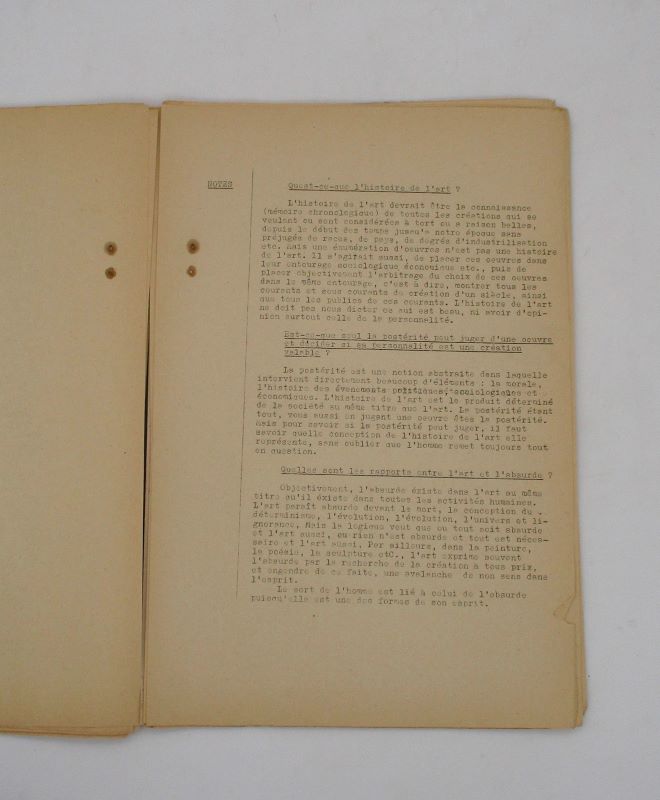 NOTES
Quest-ce-que l'histoire de l'art ?
L'histoire de l'art devrait être la connaissance
(mémoire chronologique) de toutes les créations qui se
veulent ou sont considérées à tort ou a raison belles,
depuis le début des temps jusqu'a notre époque sans
préjugés de races, de pays, de degrés d'industrilisation
etc. Mais une énumération d'oeuvres n'est pas une histoire
de l'art. Il s'agirait aussi, de placer ces oeuvres dans
leur entourage sociologique économique etc., puis de
placer objectivement l'arbitrage du choix de ces oeuvres
dans le même entourage, c'est à dire, montrer tous les
courants et sous courants de création d'un siècle, ainsi
que tous les publics de ces courants. L'histoire de l'art
ne doit pas nous dicter ce qui est beau, ni avoir d'opi-
nion surtout celle de la personnalité.
Est-ce-que seul la postérité peut juger d'une oeuvre
et décider si sa personnalité est une création
valable ?
La postérité est une notion abstraite dans laquelle
intervient directement beaucoup d'éléments : la morale,
l'histoire des évenements politiques, sociologiques et
économiques. L'histoire de l'art est le produit déterminé
de la société au même titre que l'art. La postérité étant
tout, vous aussi en jugant une oeuvre êtes la postérité.
Mais pour savoir si la postérité peut juger, il faut
savoir quelle conception de l'histoire de l'art elle
représente, sans oublier que l'homme remet toujours tout
en question.
Quelles sont les rapports entre l'art et l'absurde ?
Objectivement, l'absurde éxiste dans l'art au même
titre qu'il éxiste dans toutes les activités humaines.
L'art paraît absurde devant la mort, la conception du
déterminisme, l'évolution, l'évolution, l'univers et li-
gnorance, Mais la logique veut que ou tout soit absurde
et l'art aussi, ou rien n'est absurde et tout est néces-
saire et l'art aussi. Par ailleurs, dans la peinture,
la poésie, la sculpture etC., l'art exprime souvent
l'absurde par la recherche de la création à tous prix,
et engendre de ce faite, une avalanche de non sens dans
l'esprit.
Le sort de l'homme est lié à celui de l'absurde
puisqu'elle est une des formes de son esprit.